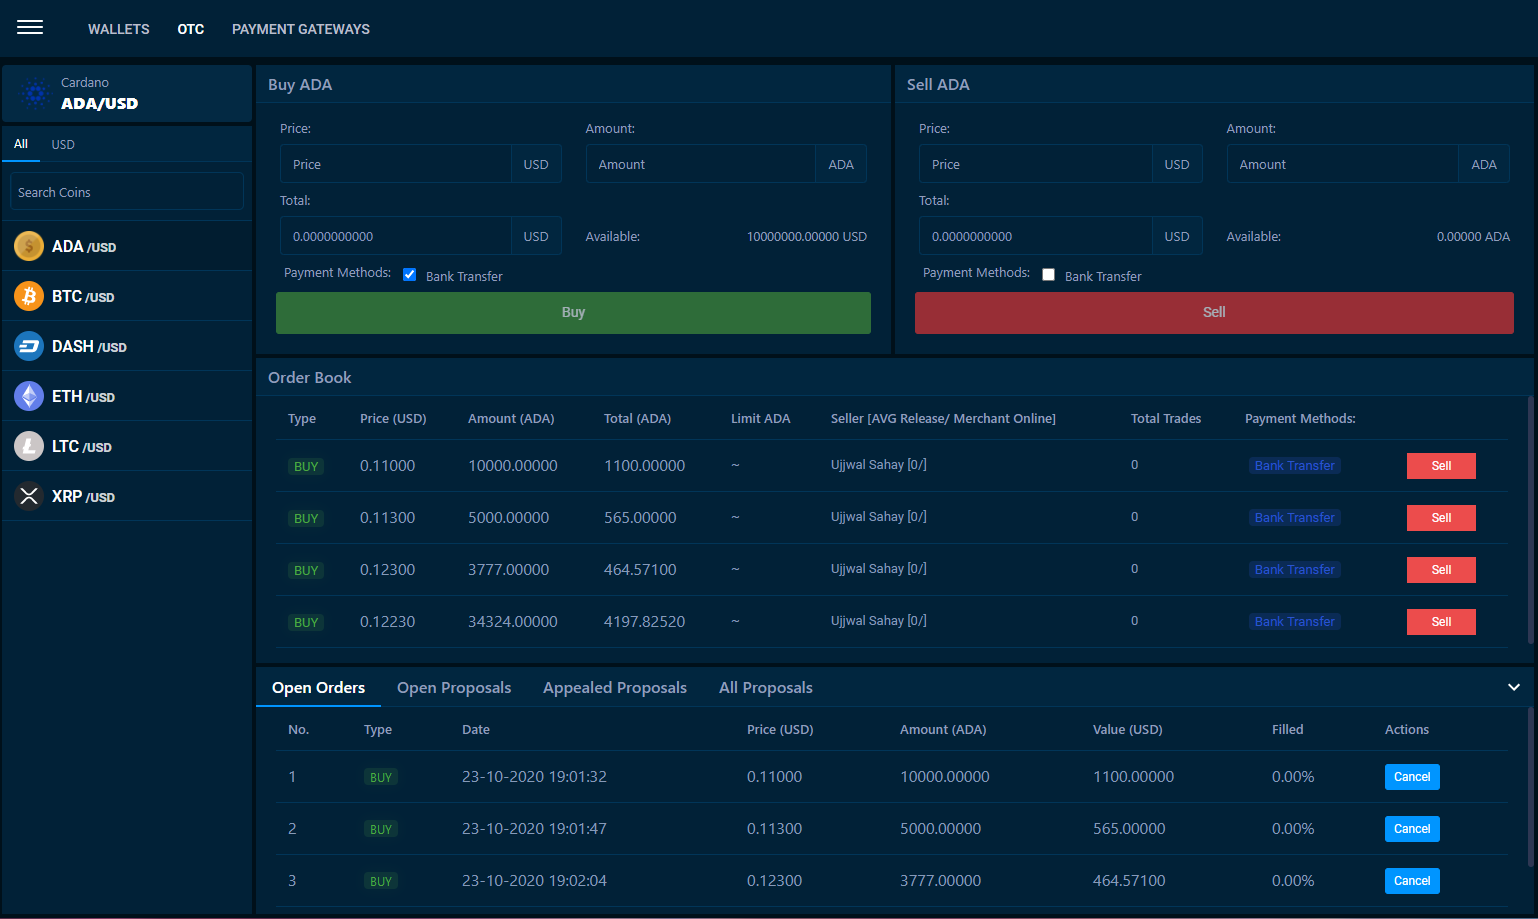 WALLETS OTC PAYMENT GATEWAYS
Cardano
ADA/USD
All USD
Search Coins
ADA /USD
BTC /USD
DASH /USD
ETH /USD
LTC /USD
XRP /USD
Buy ADA
Price: Amount:
Price USD Amount ADA
Total:
0.0000000000 USD Available: 10000000.00000 USD
Payment Methods: Bank Transfer
Buy
Sell ADA
Price: Amount:
Price USD Amount ADA
Total:
0.0000000000 USD Available: 0.00000 ADA
Payment Methods: Bank Transfer
Sell
Order Book
Type Price (USD) Amount (ADA) Total (ADA) Limit ADA Seller [AVG Release/ Merchant Online] Total Trades Payment Methods:
BUY 0.11000 10000.00000 1100.00000 ~ Ujjwal Sahay [0/] 0 Bank Transfer Sell
BUY 0.11300 5000.00000 565.00000 ~ Ujjwal Sahay [0/] 0 Bank Transfer Sell
BUY 0.12300 3777.00000 464.57100 ~ Ujjwal Sahay [0/] 0 Bank Transfer Sell
BUY 0.12230 34324.00000 4197.82520 ~ Ujjwal Sahay [0/] 0 Bank Transfer Sell
Open Orders Open Proposals Appealed Proposals All Proposals
No. Type Date Price (USD) Amount (ADA) Value (USD) Filled Actions
1 BUY 23-10-2020 19:01:32 0.11000 10000.00000 1100.00000 0.00% Cancel
2 BUY 23-10-2020 19:01:47 0.11300 5000.00000 565.00000 0.00% Cancel
3 BUY 23-10-2020 19:02:04 0.12300 3777.00000 464.57100 0.00% Cancel